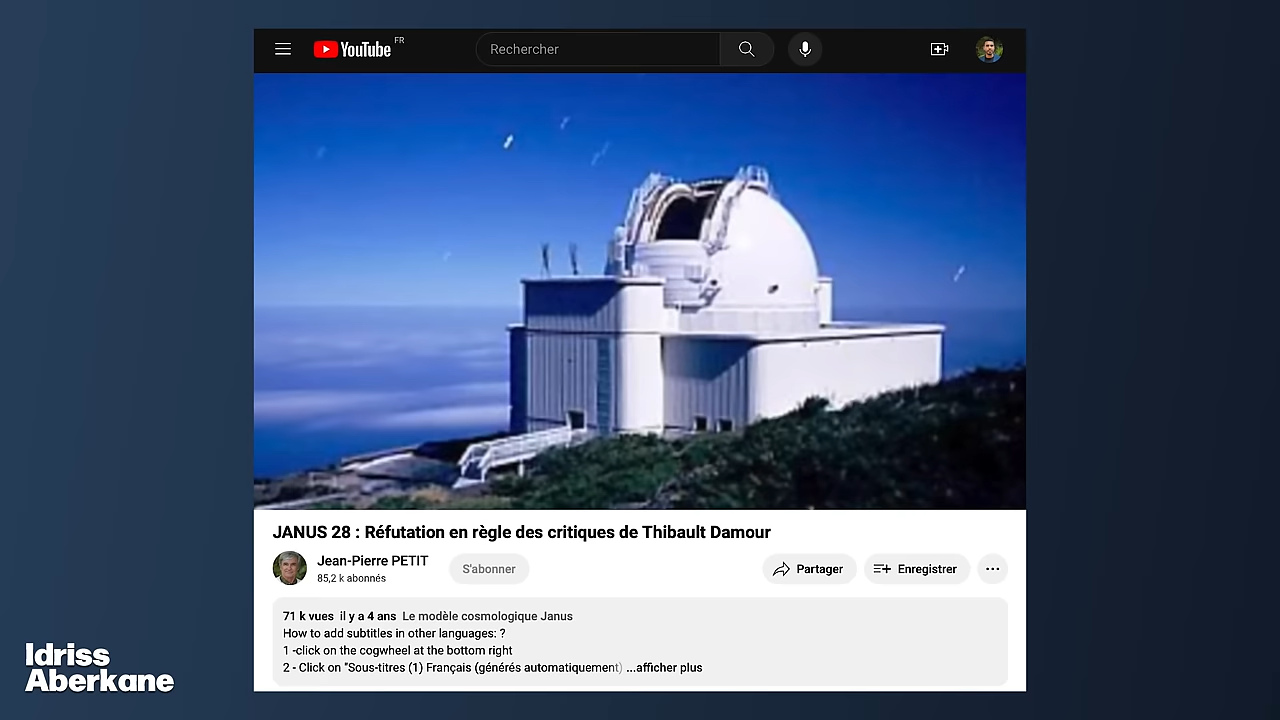 YouTube FR
Rechercher
JANUS 28 : Réfutation en règle des critiques de Thibault Damour
Jean-Pierre PETIT
85,2 k abonnés
S'abonner
Partager
Enregistrer
71 k vues il y a 4 ans Le modèle cosmologique Janus
How to add subtitles in other languages: ?
1 -click on the cogwheel at the bottom right
2 - Click on "Sous-titres (1) Français (générés automatiquement) ...afficher plus
Idriss
Aberkane